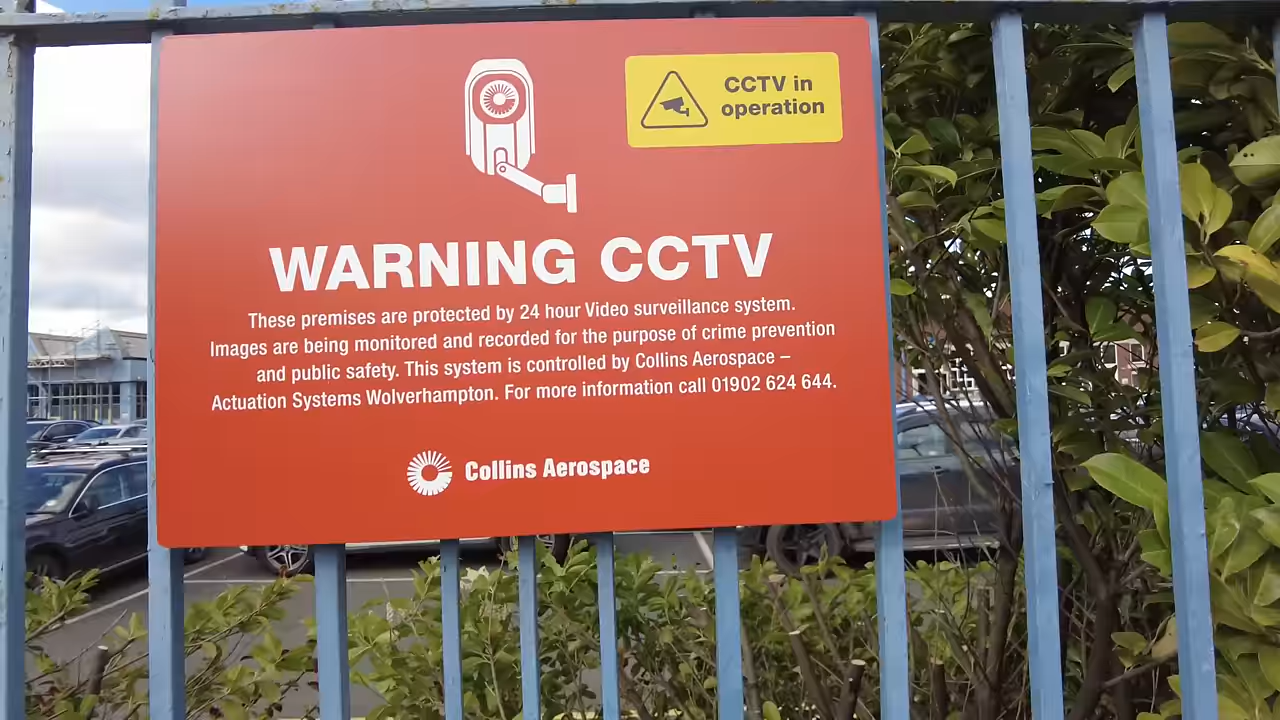 CCTV in
operation
WARNING CCTV
These premises are protected by 24 hour Video surveillance system.
Images are being monitored and recorded for the purpose of crime prevention
and public safety. This system is controlled by Collins Aerospace –
Actuation Systems Wolverhampton. For more information call 01902 624 644.
Collins Aerospace